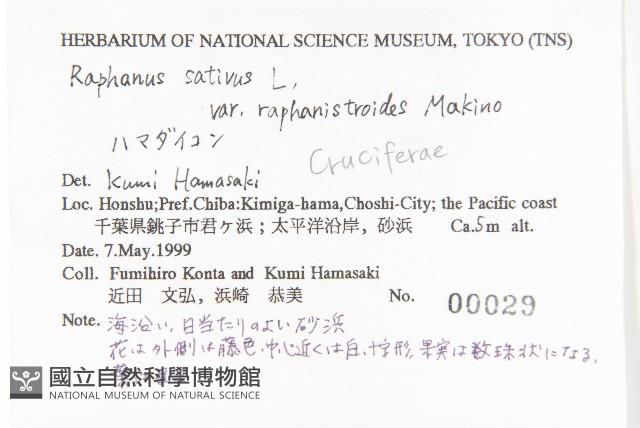 HERBARIUM OF NATIONAL SCIENCE MUSEUM, TOKYO (TNS)
Raphanus sativus L.
var. raphanistroides Makino
ハマダイコン
Cruciferae
Det. Kumi Hamasaki
Loc. Honshu;Pref.Chiba:Kimiga-hama,Choshi-City; the Pacific coast
千葉県銚子市君ヶ浜；太平洋沿岸，砂浜 Ca.5m alt.
Date. 7.May.1999
Coll. Fumihiro Konta and Kumi Hamasaki
近田 文弘, 浜崎 恭美 No. 00029
Note. 海沿い, 日当たりのよい砂浜
花は外側は藤色, 中心近くは白, 十字形, 果実は数珠状になる,
國立自然科學博物館
NATIONAL MUSEUM OF NATURAL SCIENCE